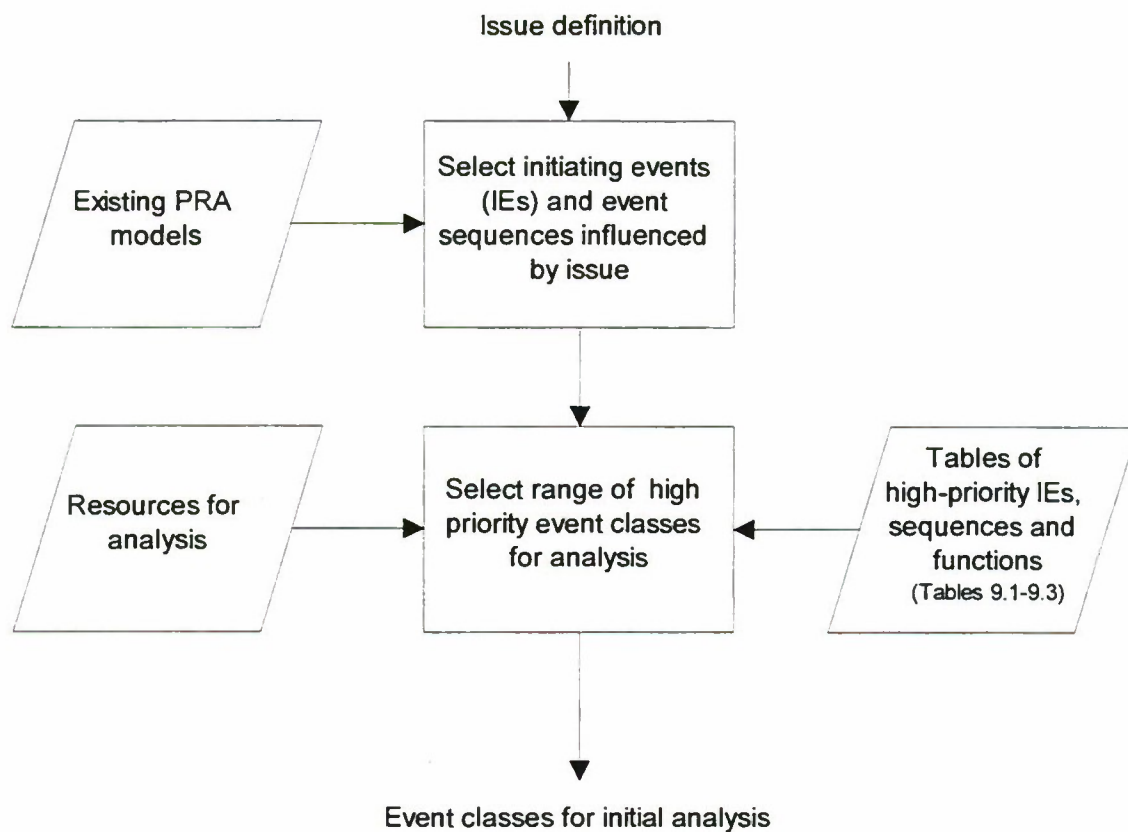 Issue definition
Existing PRA
models
Select initiating events
(IEs) and event
sequences influenced
by issue
Resources for
analysis
Select range of high
priority event classes
for analysis
Tables of
high-priority IEs,
sequences and
functions
(Tables 9.1-9.3)
Event classes for initial analysis